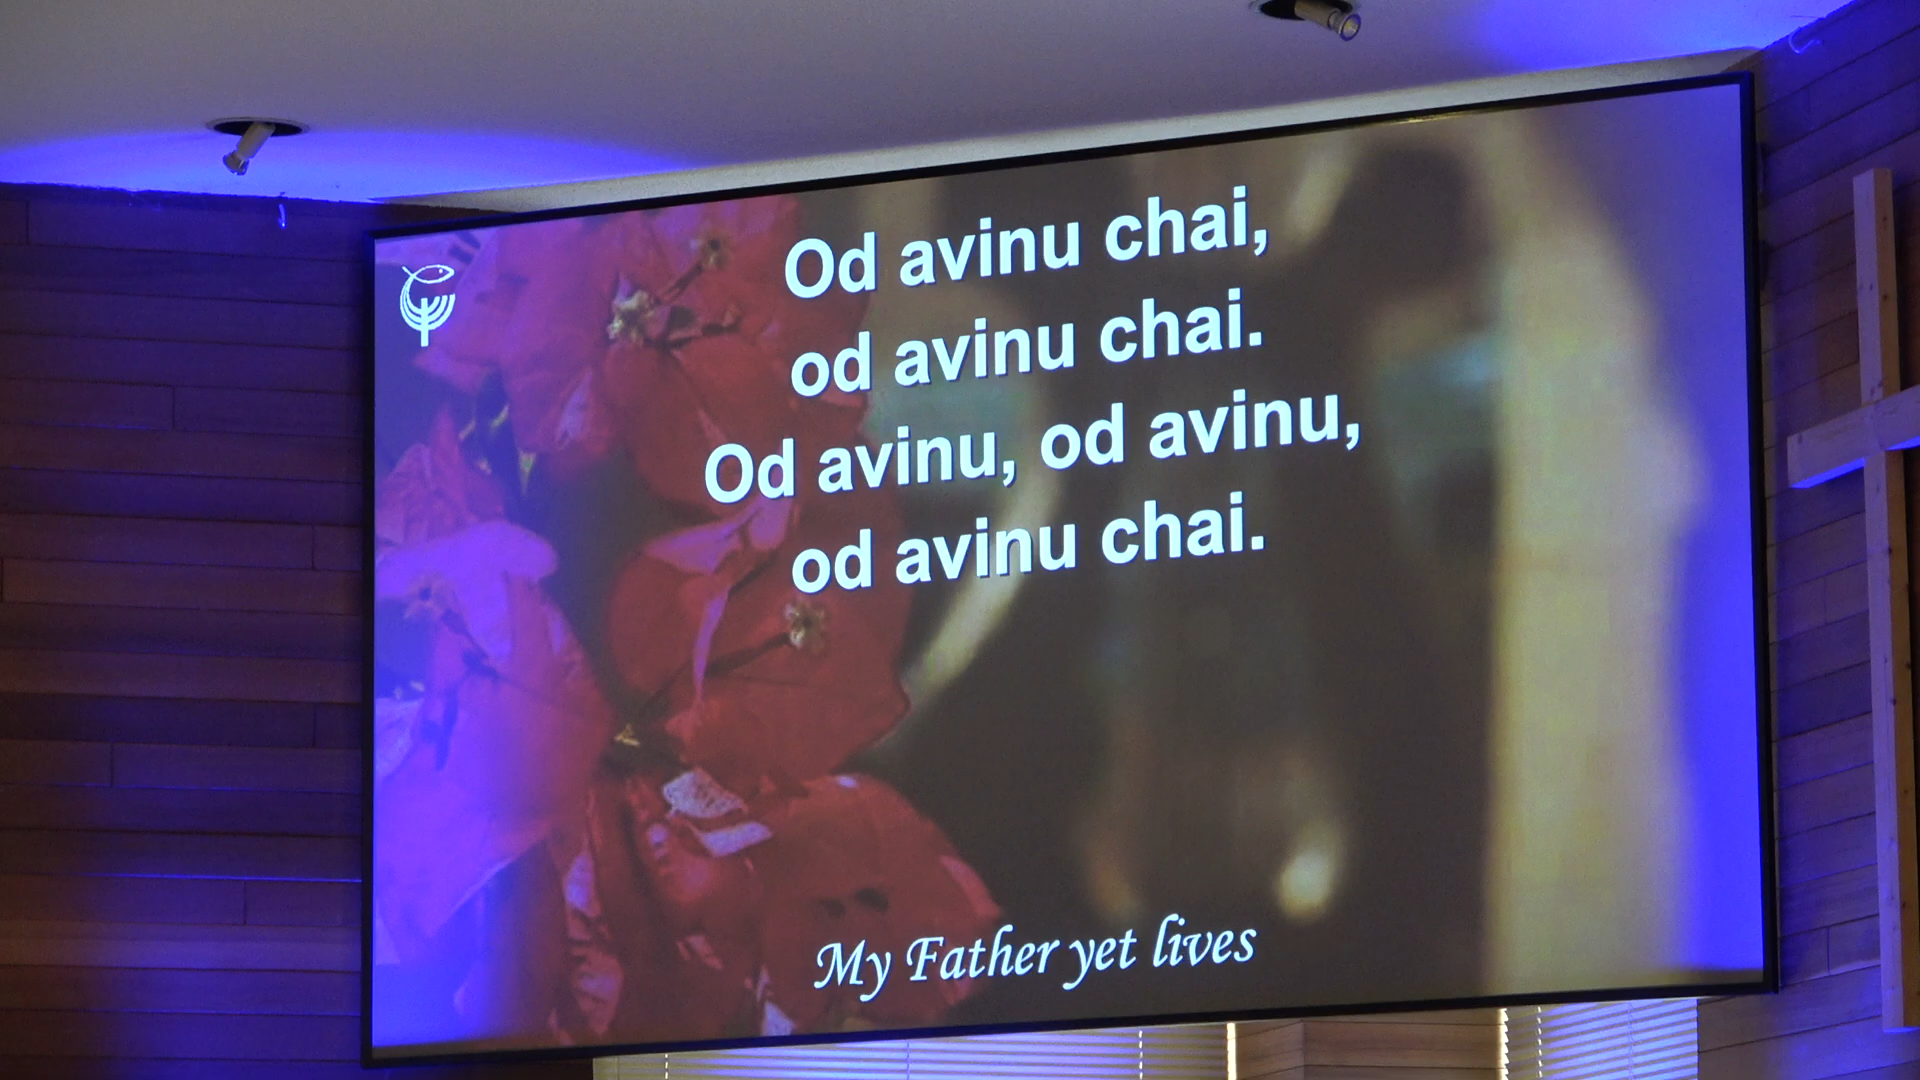 Od avinu chai,
od avinu chai.
Od avinu, od avinu,
od avinu chai.
My Father yet lives